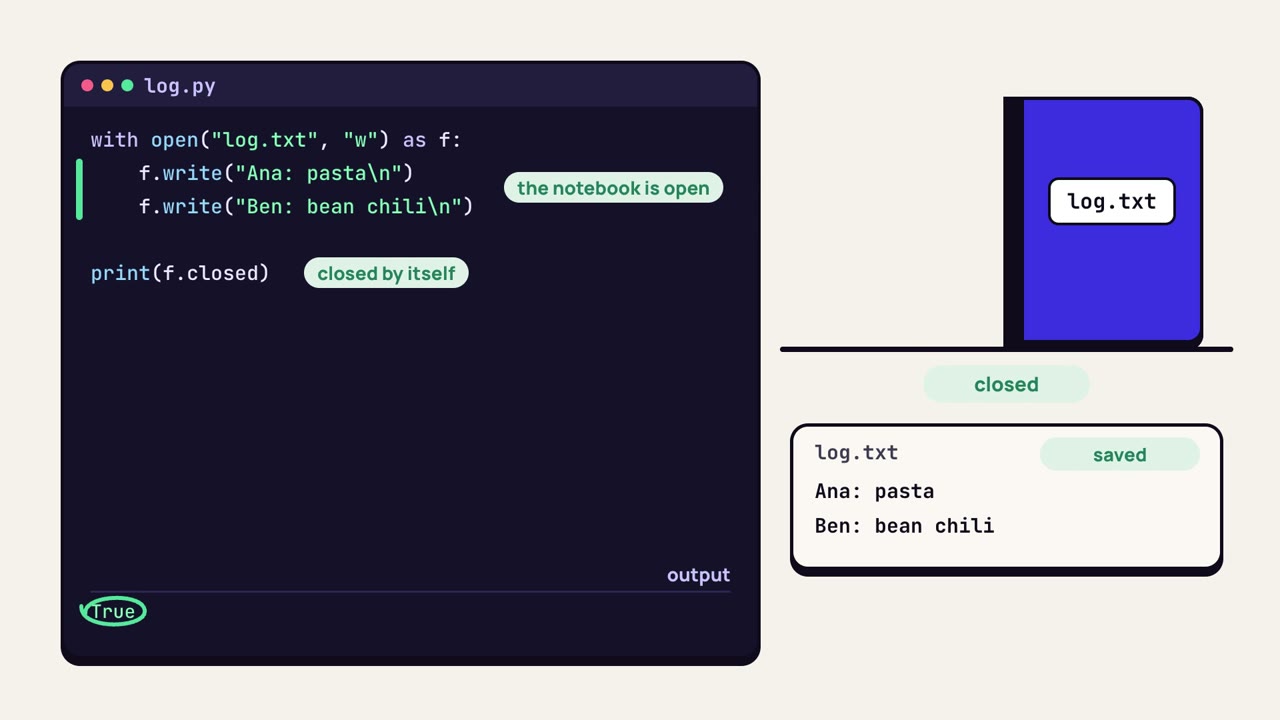 log.py
with open("log.txt", "w") as f:
    f.write("Ana: pasta\n")
    f.write("Ben: bean chili\n")
the notebook is open
print(f.closed)
closed by itself
output
True
log.txt
closed
log.txt
saved
Ana: pasta
Ben: bean chili